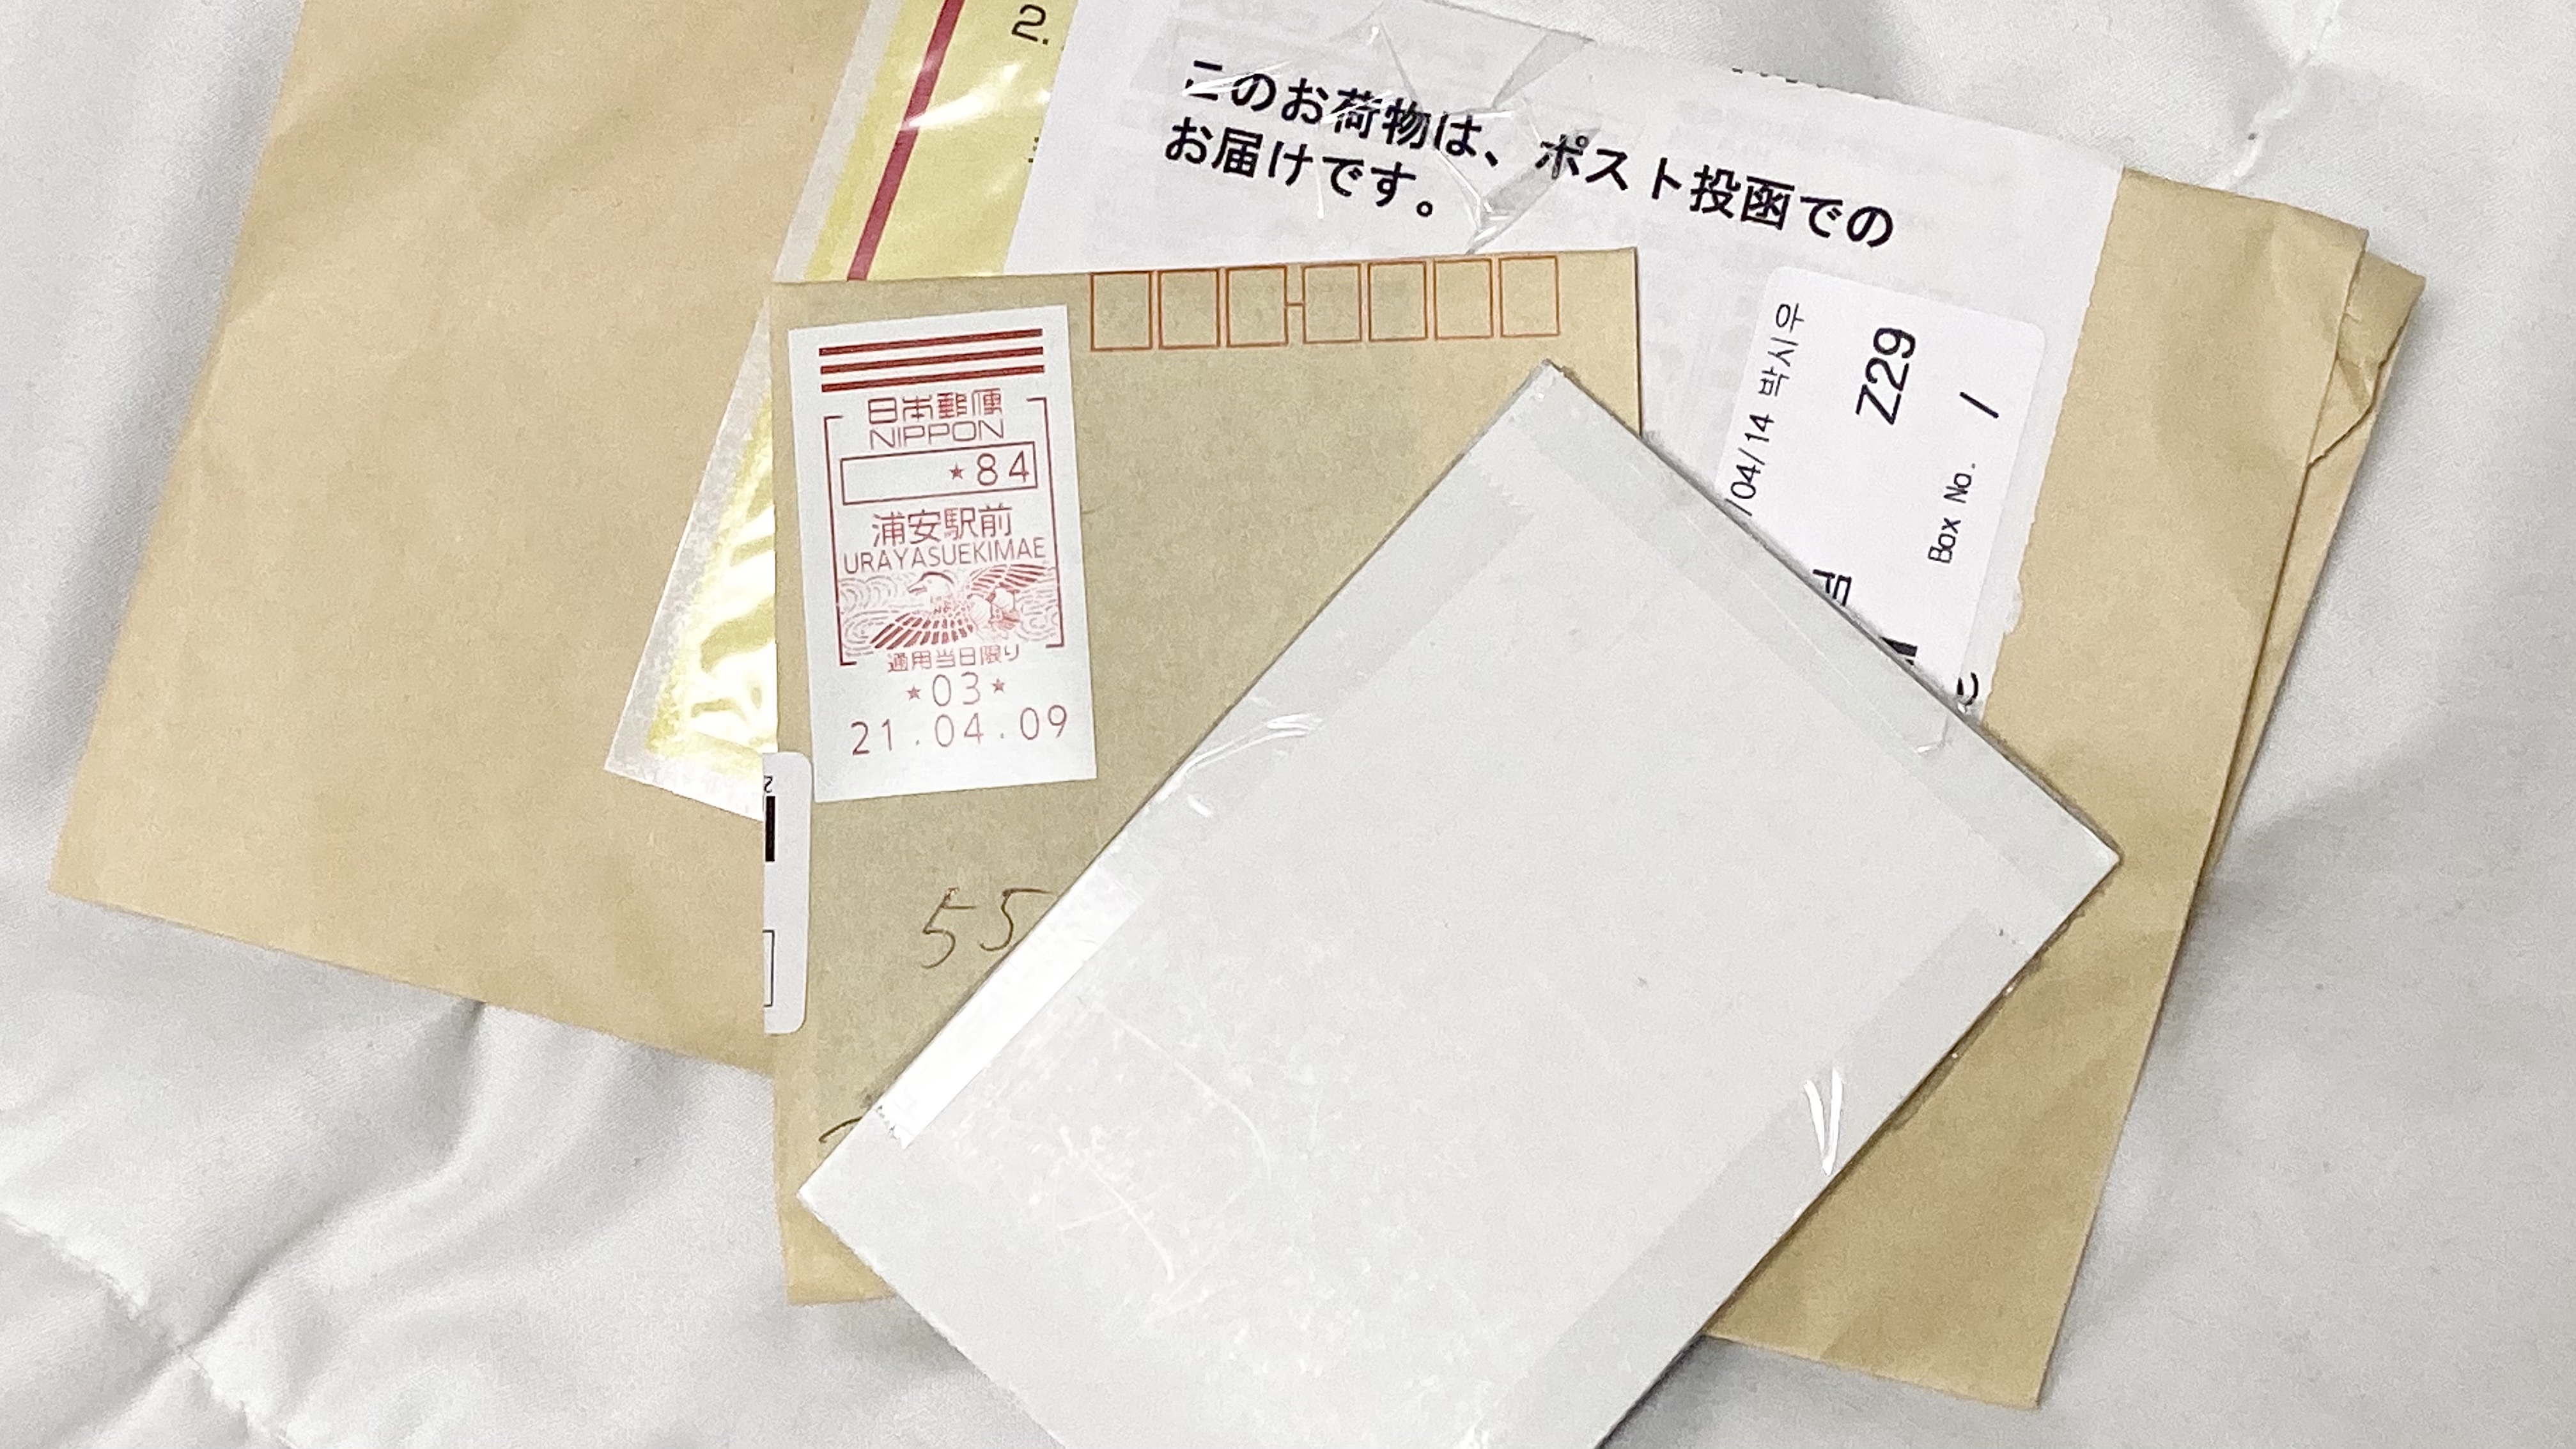 2.
このお荷物は、ポスト投函での
お届けです。
日本郵便
NIPPON
*84
浦安駅前
URAYASUEKIMAE
通用当日限り
*03*
21.04.09
/04/14 박시우
Z29
Box No. /
55